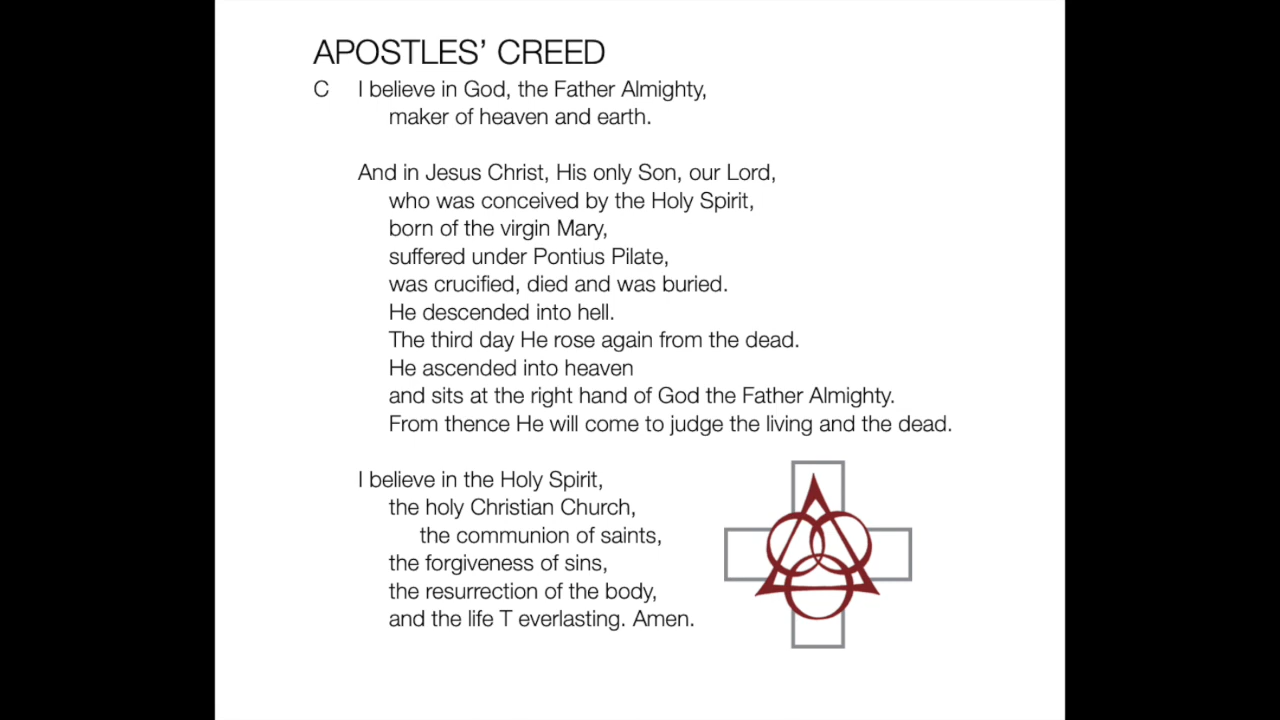 APOSTLES’ CREED
C I believe in God, the Father Almighty,
maker of heaven and earth.
And in Jesus Christ, His only Son, our Lord,
who was conceived by the Holy Spirit,
born of the virgin Mary,
suffered under Pontius Pilate,
was crucified, died and was buried.
He descended into hell.
The third day He rose again from the dead.
He ascended into heaven
and sits at the right hand of God the Father Almighty.
From thence He will come to judge the living and the dead.
I believe in the Holy Spirit,
the holy Christian Church,
the communion of saints,
the forgiveness of sins,
the resurrection of the body,
and the life T everlasting. Amen.